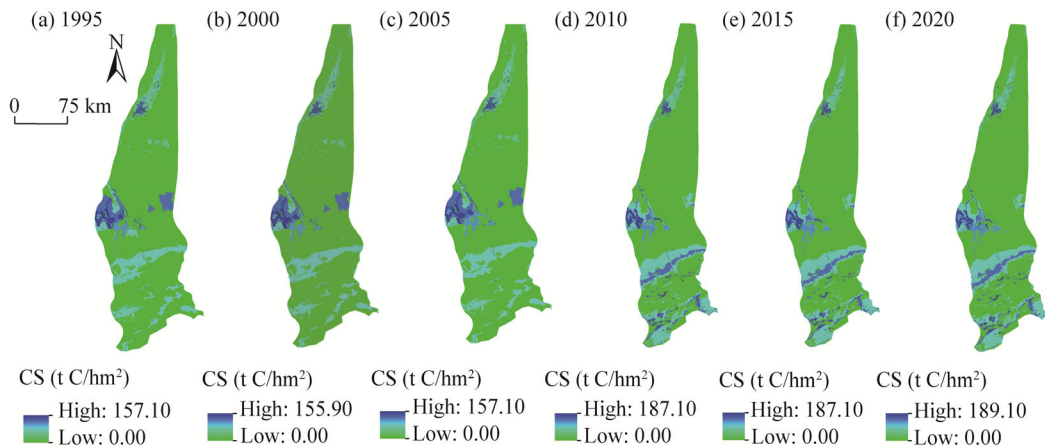 (a) 1995 (b) 2000 (c) 2005 (d) 2010 (e) 2015 (f) 2020
N
0 75 km
CS (t C/hm²) CS (t C/hm²) CS (t C/hm²) CS (t C/hm²) CS (t C/hm²) CS (t C/hm²)
High: 157.10 High: 155.90 High: 157.10 High: 187.10 High: 187.10 High: 189.10
Low: 0.00 Low: 0.00 Low: 0.00 Low: 0.00 Low: 0.00 Low: 0.00